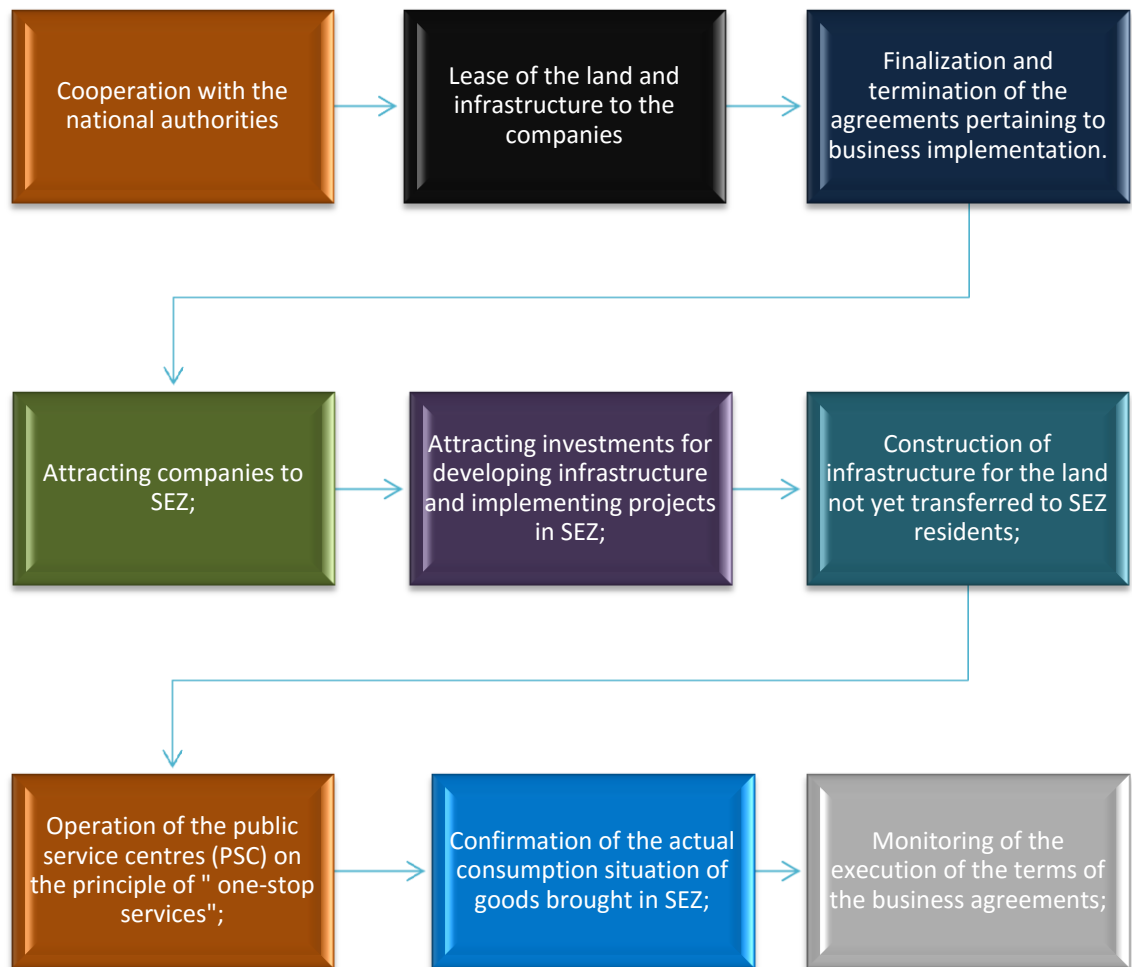 Cooperation with the
national authorities
Lease of the land and
infrastructure to the
companies
Finalization and
termination of the
agreements pertaining to
business implementation.
Attracting companies to
SEZ;
Attracting investments for
developing infrastructure
and implementing projects
in SEZ;
Construction of
infrastructure for the land
not yet transferred to SEZ
residents;
Operation of the public
service centres (PSC) on
the principle of " one-stop
services";
Confirmation of the actual
consumption situation of
goods brought in SEZ;
Monitoring of the
execution of the terms of
the business agreements;